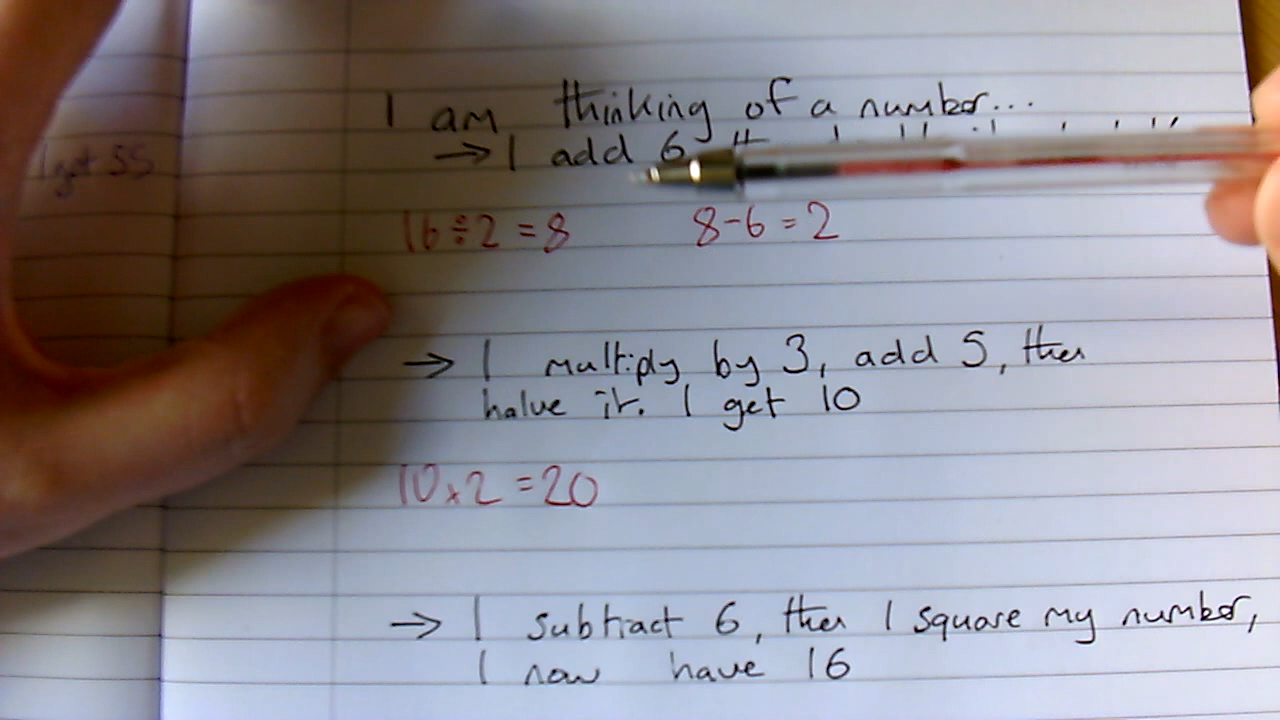 I am thinking of a number...
→ I add 6
I get 55
16 ÷ 2 = 8 8 - 6 = 2
→ I multiply by 3, add 5, then
halve it. I get 10
10 x 2 = 20
→ I subtract 6, then I square my number,
I now have 16